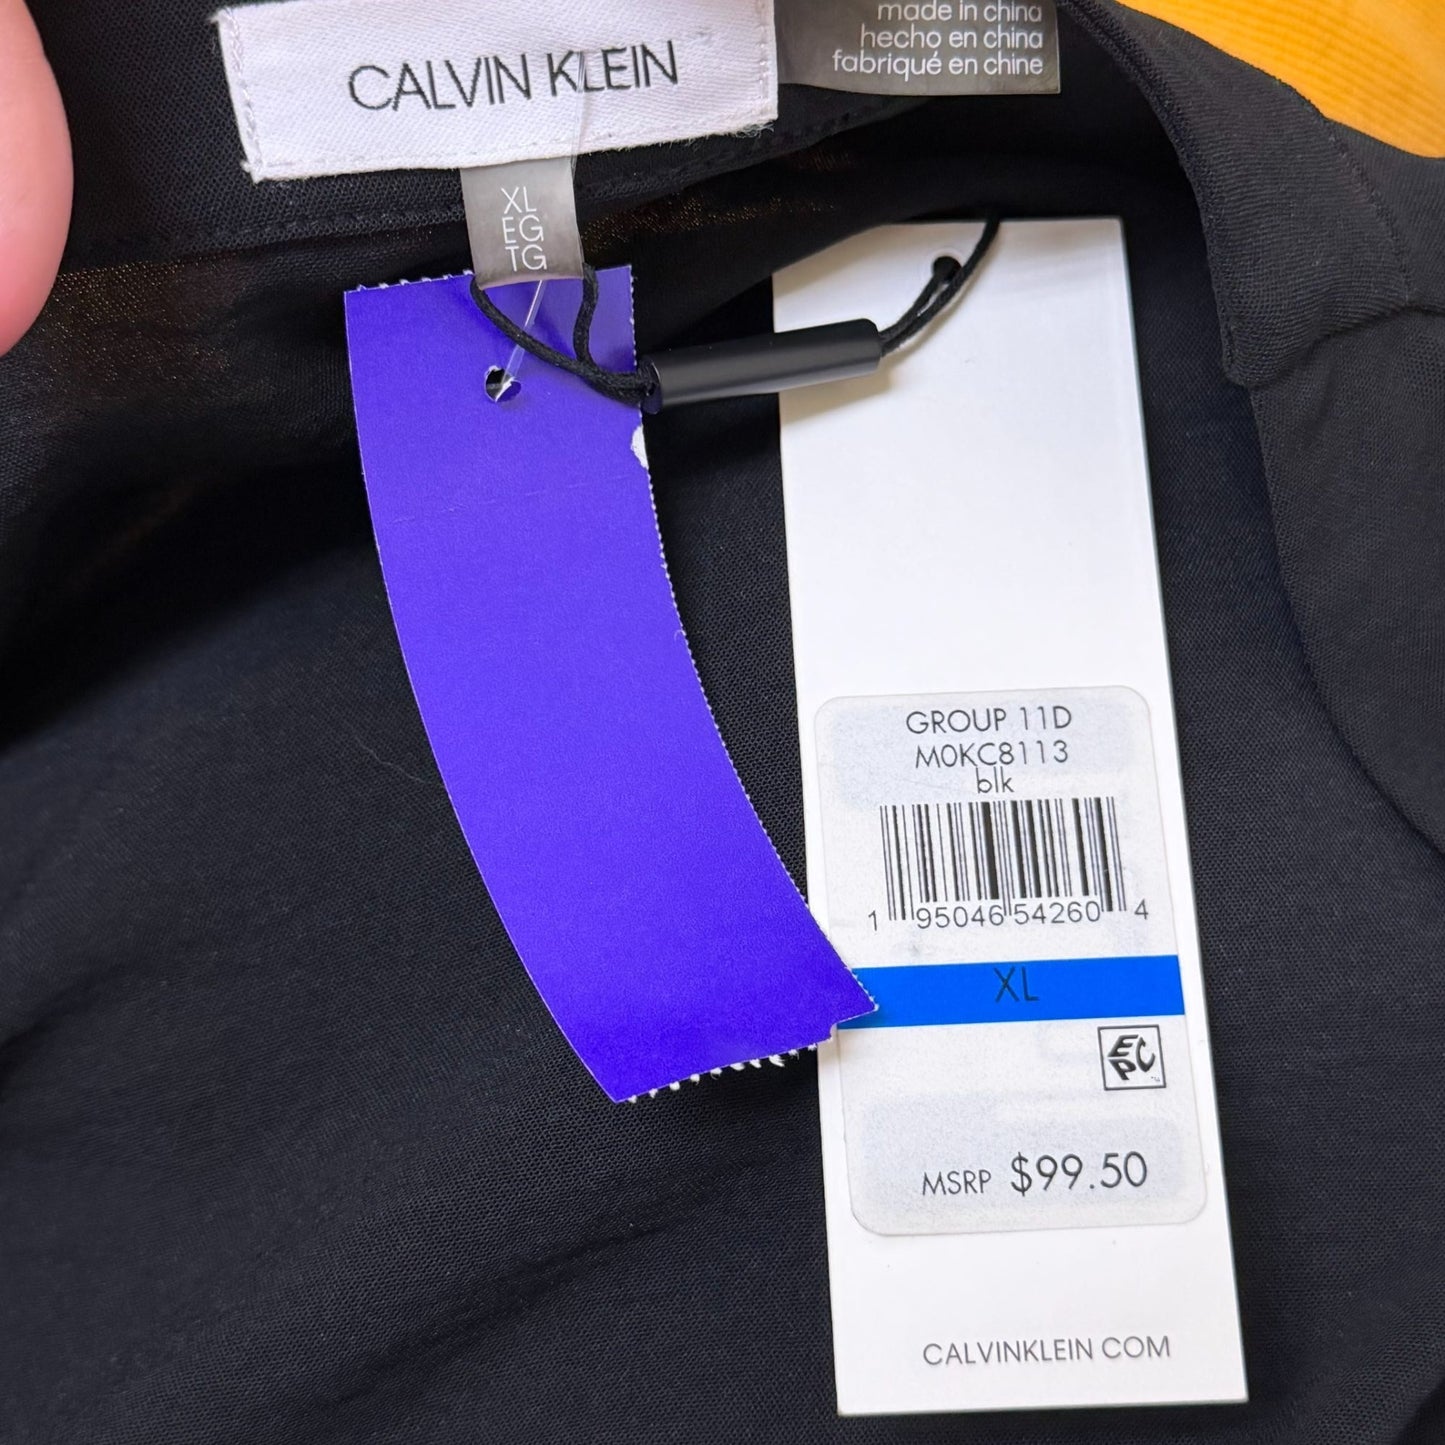 CALVIN KLEIN
made in china
hecho en china
fabriqué en chine
XL
EG
TG
GROUP 11D
M0KC8113
blk
1 95046 54260 4
XL
EPC
MSRP $99.50
CALVINKLEIN COM